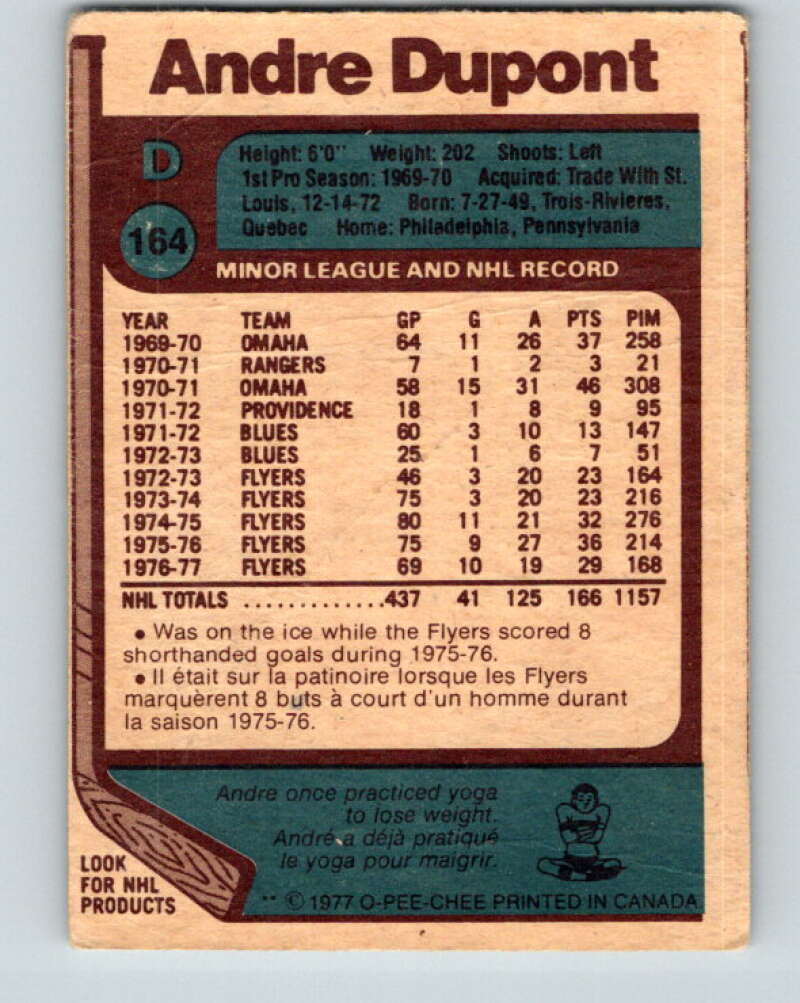 Andre Dupont
D
Height: 6'0" Weight: 202 Shoots: Left
1st Pro Season: 1969-70 Acquired: Trade With St.
Louis, 12-14-72 Born: 7-27-49, Trois-Rivieres,
Quebec Home: Philadelphia, Pennsylvania
164
MINOR LEAGUE AND NHL RECORD
YEAR TEAM GP G A PTS PIM
1969-70 OMAHA 64 11 26 37 258
1970-71 RANGERS 7 1 2 3 21
1970-71 OMAHA 58 15 31 46 308
1971-72 PROVIDENCE 18 1 8 9 95
1971-72 BLUES 60 3 10 13 147
1972-73 BLUES 25 1 6 7 51
1972-73 FLYERS 46 3 20 23 164
1973-74 FLYERS 75 3 20 23 216
1974-75 FLYERS 80 11 21 32 276
1975-76 FLYERS 75 9 27 36 214
1976-77 FLYERS 69 10 19 29 168
NHL TOTALS ..............437 41 125 166 1157
• Was on the ice while the Flyers scored 8
shorthanded goals during 1975-76.
• Il était sur la patinoire lorsque les Flyers
marquèrent 8 buts à court d'un homme durant
la saison 1975-76.
Andre once practiced yoga
to lose weight.
André a déjà pratiqué
le yoga pour maigrir.
LOOK
FOR NHL
PRODUCTS
** © 1977 O-PEE-CHEE PRINTED IN CANADA